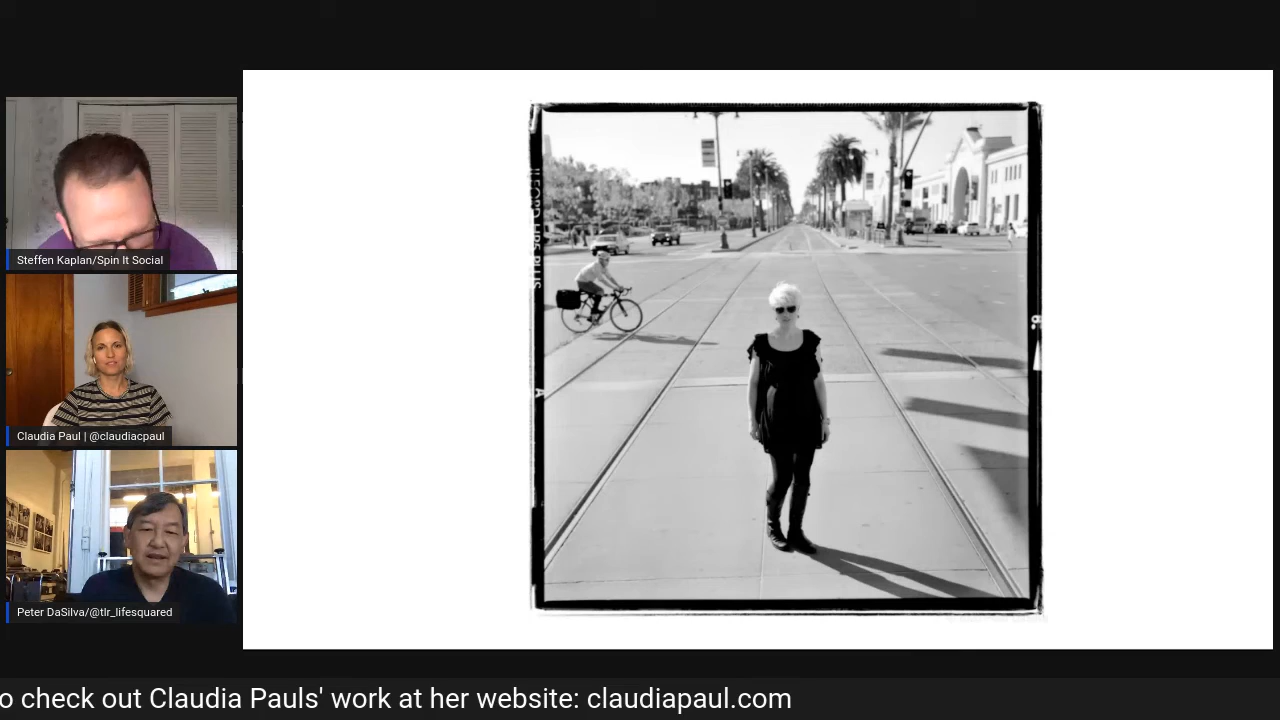 Steffen Kaplan/Spin It Social
Claudia Paul | @claudiacpaul
Peter DaSilva/@tlr_lifesquared
o check out Claudia Pauls' work at her website: claudiapaul.com